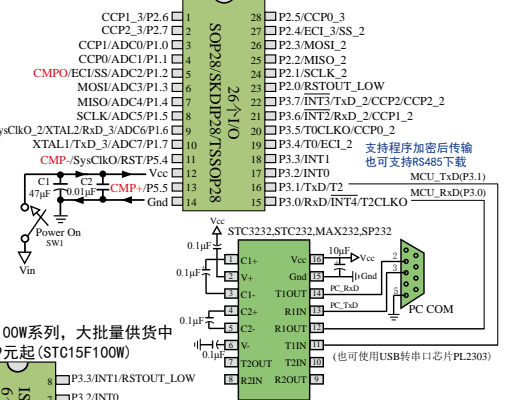 CCP1_3/P2.6 1 28 P2.5/CCP0_3
CCP2_3/P2.7 2 27 P2.4/ECI_3/SS_2
CCP1/ADC0/P1.0 3 26 P2.3/MOSI_2
CCP0/ADC1/P1.1 4 25 P2.2/MISO_2
CMPO/ECI/SS/ADC2/P1.2 5 24 P2.1/SCLK_2
MOSI/ADC3/P1.3 6 23 P2.0/RSTOUT_LOW
MISO/ADC4/P1.4 7 22 P3.7/INT3/TxD_2/CCP2/CCP2_2
SCLK/ADC5/P1.5 8 21 P3.6/INT2/RxD_2/CCP1_2
ysClkO_2/XTAL2/RxD_3/ADC6/P1.6 9 20 P3.5/T0CLKO/CCP0_2
XTAL1/TxD_3/ADC7/P1.7 10 19 P3.4/T0/ECI_2
CMP-/SysClkO/RST/P5.4 11 18 P3.3/INT1
Vcc 12 17 P3.2/INT0
CMP+/P5.5 13 16 P3.1/TxD/T2
Gnd 14 15 P3.0/RxD/INT4/T2CLKO
SOP28/SKDIP28/TSSOP28
26个I/O
支持程序加密后传输
也可支持RS485下载
MCU_TxD(P3.1)
MCU_RxD(P3.0)
C1 C2
47μF 0.01μF
Power On
SW1
Vin
Vcc
STC3232,STC232,MAX232,SP232
0.1μF
0.1μF
0.1μF
0.1μF
10μF
Vcc
Gnd
1 C1+ Vcc 16
2 V+ Gnd 15
3 C1- T1OUT 14 PC_RxD
4 C2+ R1IN 13 PC_TxD
5 C2- R1OUT 12
6 V- T1IN 11
7 T2OUT T2IN 10
8 R2IN R2OUT 9
2
3
5
PC COM
(也可使用USB转串口芯片PL2303)
00W系列，大批量供货中
元起(STC15F100W)
8 P3.3/INT1/RSTOUT_LOW
7 P3.2/INT0